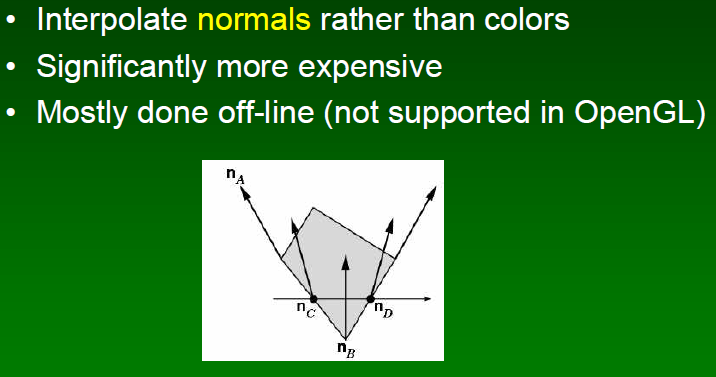 • Interpolate normals rather than colors
• Significantly more expensive
• Mostly done off-line (not supported in OpenGL)
nA
nC
nD
nB